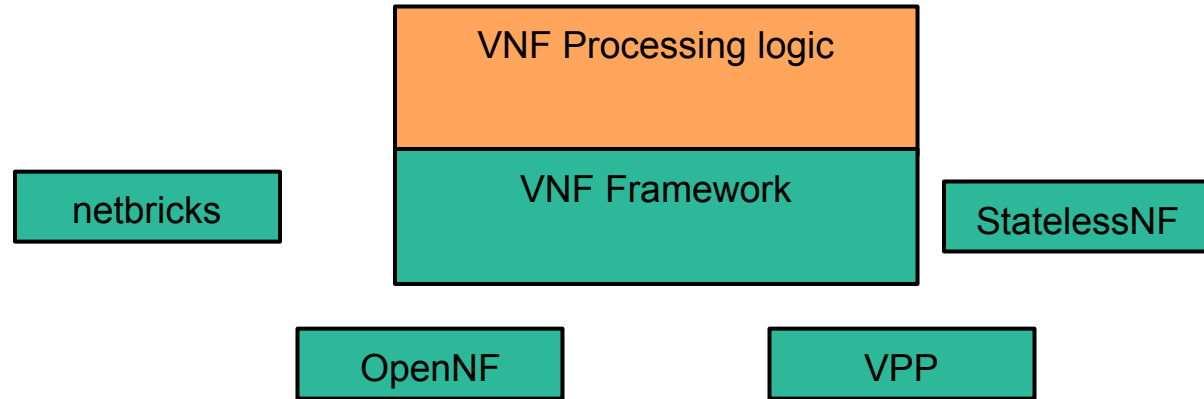 VNF Processing logic
VNF Framework
netbricks
StatelessNF
OpenNF
VPP